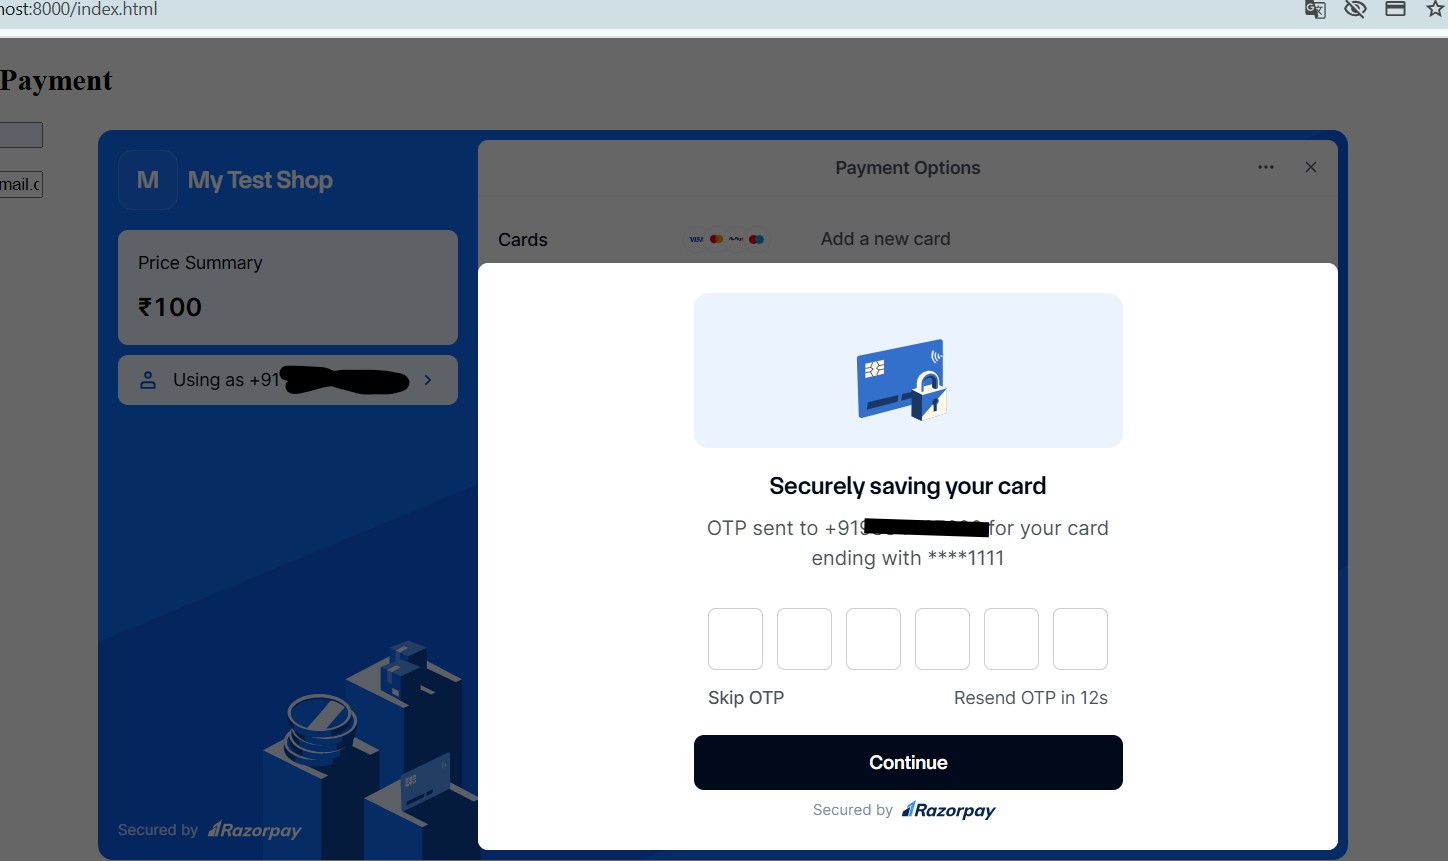 host:8000/index.html
Payment
mail.c
M My Test Shop
Price Summary
₹100
Using as +91
Secured by Razorpay
Payment Options
Cards
VISA
Add a new card
Securely saving your card
OTP sent to +919 for your card
ending with ****1111
Skip OTP
Resend OTP in 12s
Continue
Secured by Razorpay